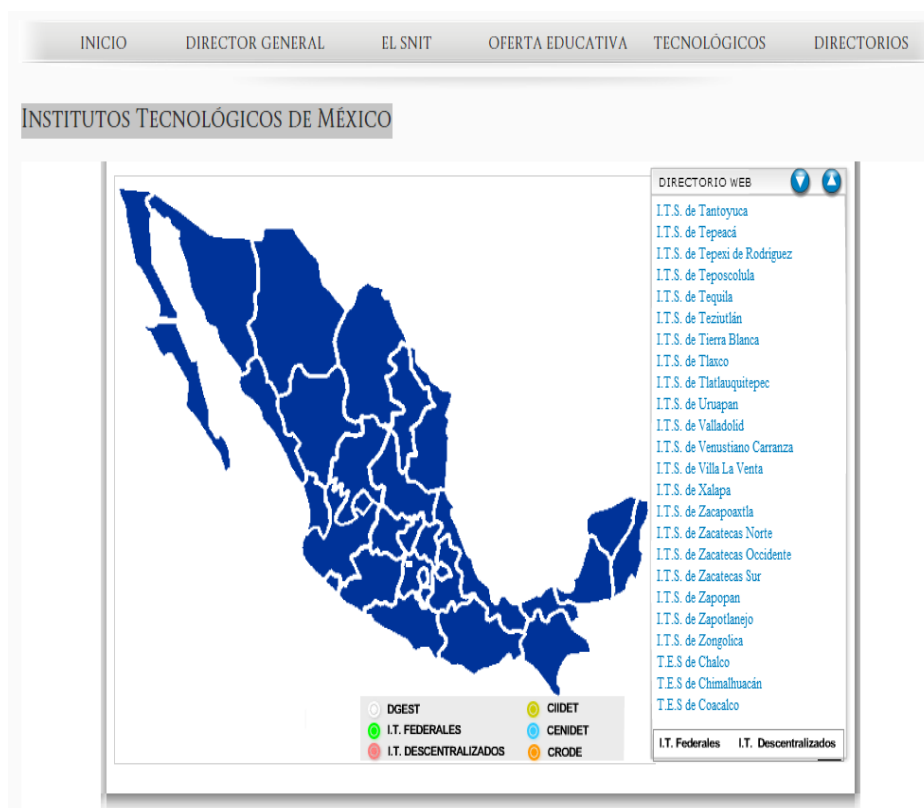 INICIO DIRECTOR GENERAL EL SNIT OFERTA EDUCATIVA TECNOLÓGICOS DIRECTORIOS
INSTITUTOS TECNOLÓGICOS DE MÉXICO
DIRECTORIO WEB
I.T.S. de Tantoyuca
I.T.S. de Tepeacá
I.T.S. de Tepexi de Rodríguez
I.T.S. de Teposcolula
I.T.S. de Tequila
I.T.S. de Teziutlán
I.T.S. de Tierra Blanca
I.T.S. de Tlaxco
I.T.S. de Tlatlauquitepec
I.T.S. de Uruapan
I.T.S. de Valladolid
I.T.S. de Venustiano Carranza
I.T.S. de Villa La Venta
I.T.S. de Xalapa
I.T.S. de Zacapoaxtla
I.T.S. de Zacatecas Norte
I.T.S. de Zacatecas Occidente
I.T.S. de Zacatecas Sur
I.T.S. de Zapopan
I.T.S. de Zapotlanejo
I.T.S. de Zongolica
T.E.S de Chalco
T.E.S de Chimalhuacán
T.E.S de Coacalco
I.T. Federales I.T. Descentralizados
DGEST
I.T. FEDERALES
I.T. DESCENTRALIZADOS
CIIDET
CENIDET
CRODE